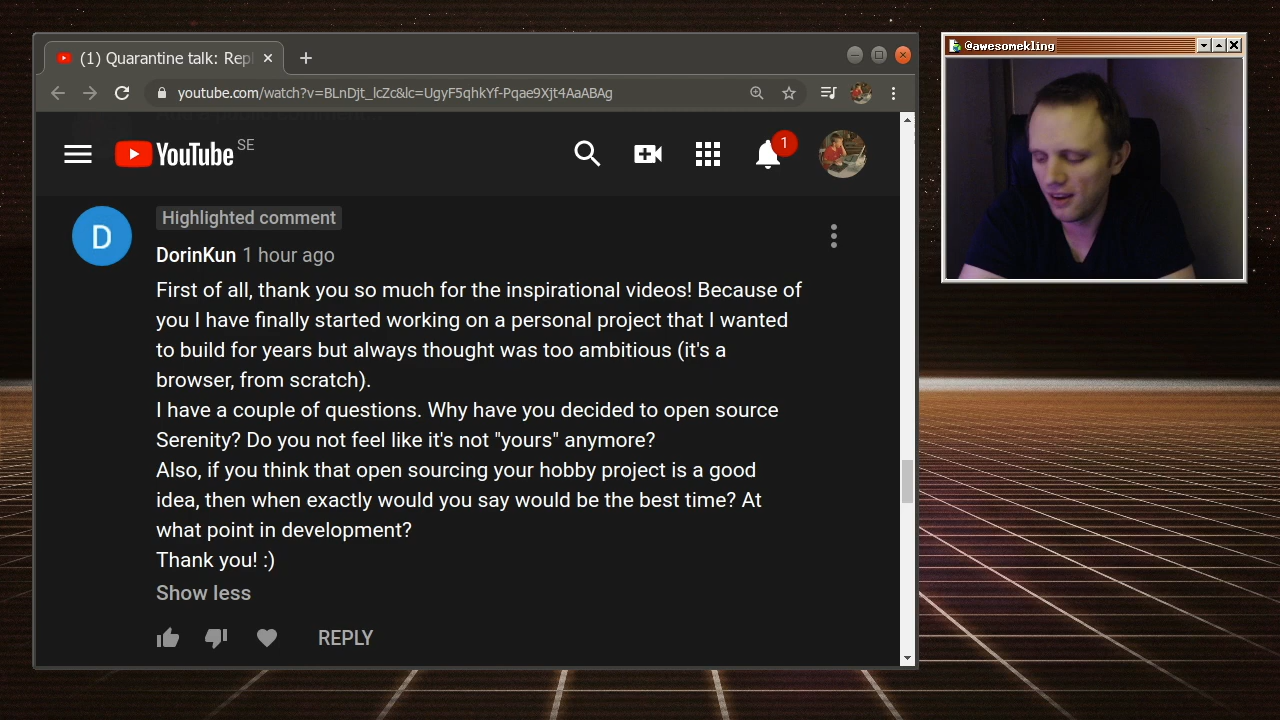 (1) Quarantine talk: Repl
@awesomekling
youtube.com/watch?v=BLnDjt_lcZc&lc=UgyF5qhkYf-Pqae9Xjt4AaABAg
Add a public comment...
YouTube SE
1
D
Highlighted comment
DorinKun 1 hour ago
First of all, thank you so much for the inspirational videos! Because of
you I have finally started working on a personal project that I wanted
to build for years but always thought was too ambitious (it's a
browser, from scratch).
I have a couple of questions. Why have you decided to open source
Serenity? Do you not feel like it's not "yours" anymore?
Also, if you think that open sourcing your hobby project is a good
idea, then when exactly would you say would be the best time? At
what point in development?
Thank you! :)
Show less
REPLY